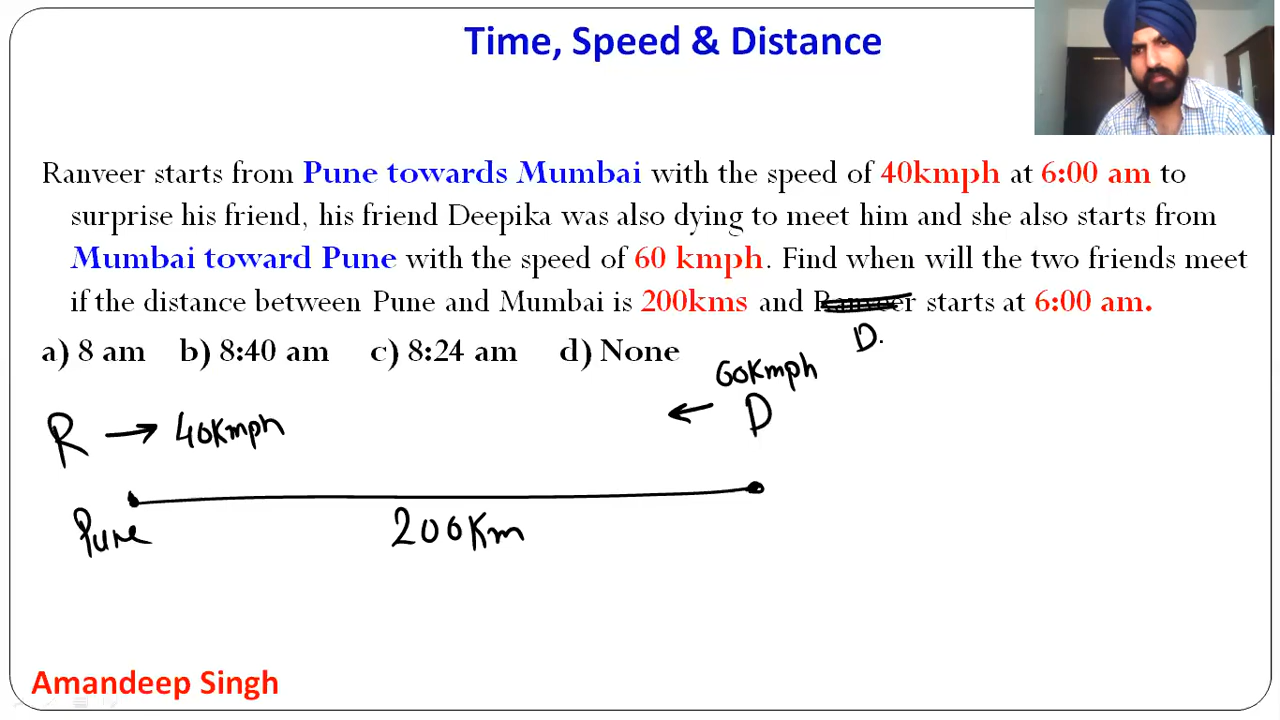 Time, Speed & Distance
Ranveer starts from Pune towards Mumbai with the speed of 40kmph at 6:00 am to
surprise his friend, his friend Deepika was also dying to meet him and she also starts from
Mumbai toward Pune with the speed of 60 kmph. Find when will the two friends meet
if the distance between Pune and Mumbai is 200kms and Ranveer starts at 6:00 am.
D.
a) 8 am b) 8:40 am c) 8:24 am d) None
60Kmph
R → 40Kmph
← D
Pune
200Km
Amandeep Singh